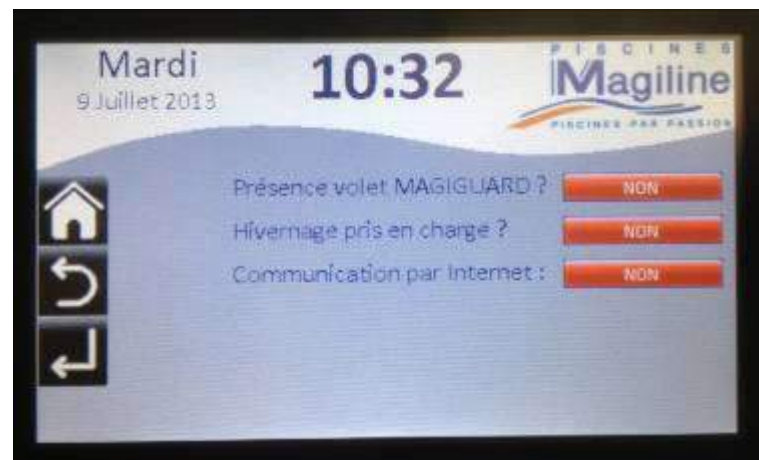 Mardi
9 Juillet 2013
10:32
PISCINES
Magiline
PISCINES PAR PASSION
Présence volet MAGIGUARD ? NON
Hivernage pris en charge ? NON
Communication par Internet : NON